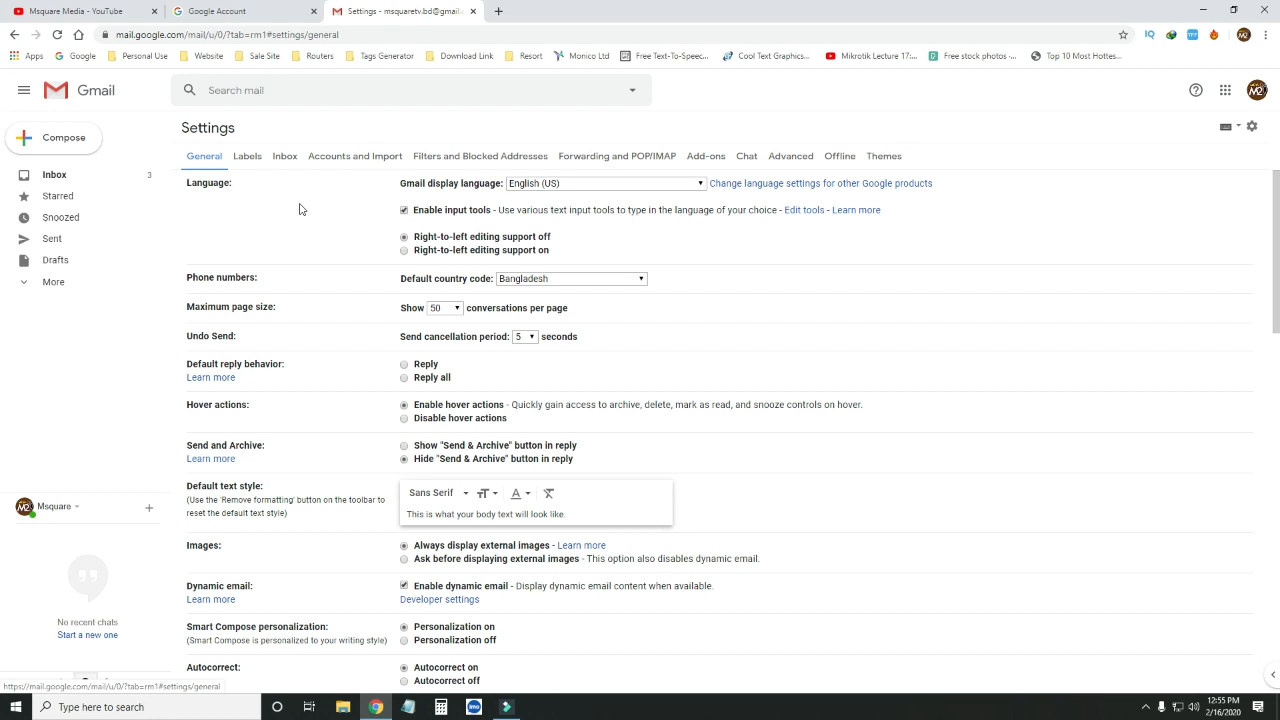 Msquare Media - YouTube
Google Account
Settings - msquaretv.bd@gmail.c
mail.google.com/mail/u/0/?tab=rm1#settings/general
Apps
Google
Personal Use
Website
Sale Site
Routers
Tags Generator
Download Link
Resort
Monico Ltd
Free Text-To-Speec...
Cool Text Graphics...
Mikrotik Lecture 17:...
Free stock photos -...
Top 10 Most Hottes...
Gmail
Search mail
Compose
Settings
General
Labels
Inbox
Accounts and Import
Filters and Blocked Addresses
Forwarding and POP/IMAP
Add-ons
Chat
Advanced
Offline
Themes
Inbox 3
Starred
Snoozed
Sent
Drafts
More
Msquare
No recent chats
Start a new one
Language:
Gmail display language: English (US) Change language settings for other Google products
Enable input tools - Use various text input tools to type in the language of your choice - Edit tools - Learn more
Right-to-left editing support off
Right-to-left editing support on
Phone numbers:
Default country code: Bangladesh
Maximum page size:
Show 50 conversations per page
Undo Send:
Send cancellation period: 5 seconds
Default reply behavior:
Learn more
Reply
Reply all
Hover actions:
Enable hover actions - Quickly gain access to archive, delete, mark as read, and snooze controls on hover.
Disable hover actions
Send and Archive:
Learn more
Show "Send & Archive" button in reply
Hide "Send & Archive" button in reply
Default text style:
(Use the 'Remove formatting' button on the toolbar to
reset the default text style)
Sans Serif
This is what your body text will look like.
Images:
Always display external images - Learn more
Ask before displaying external images - This option also disables dynamic email.
Dynamic email:
Learn more
Enable dynamic email - Display dynamic email content when available.
Developer settings
Smart Compose personalization:
(Smart Compose is personalized to your writing style)
Personalization on
Personalization off
Autocorrect:
Autocorrect on
Autocorrect off
https://mail.google.com/mail/u/0/?tab=rm1#settings/general
Type here to search
imo
12:55 PM
2/16/2020